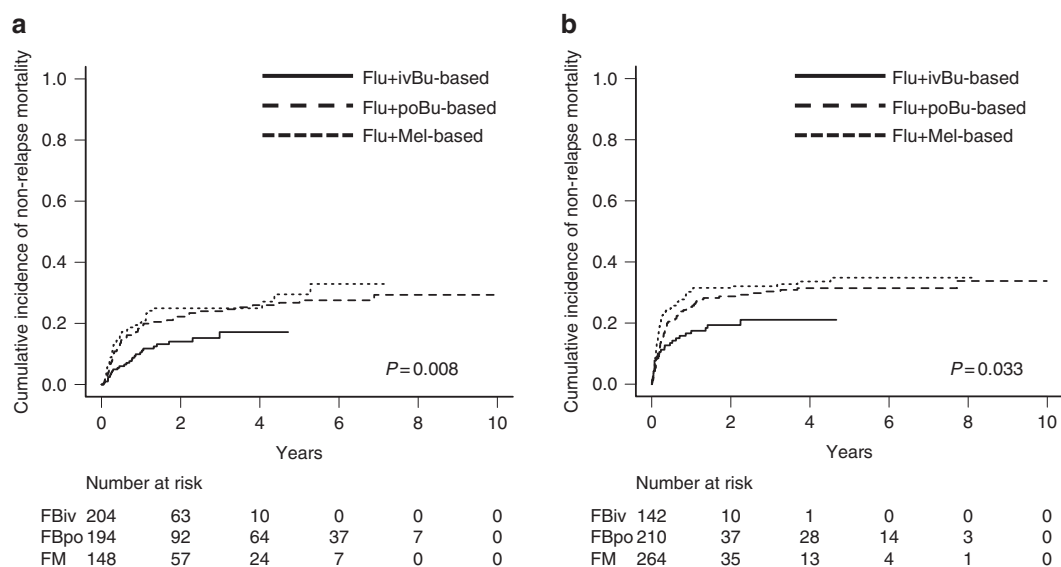 a
Cumulative incidence of non-relapse mortality
1.0
0.8
0.6
0.4
0.2
0.0
Flu+ivBu-based
Flu+poBu-based
Flu+Mel-based
P=0.008
0 2 4 6 8 10
Years
Number at risk
FBiv 204 63 10 0 0 0
FBpo 194 92 64 37 7 0
FM 148 57 24 7 0 0
b
Cumulative incidence of non-relapse mortality
1.0
0.8
0.6
0.4
0.2
0.0
Flu+ivBu-based
Flu+poBu-based
Flu+Mel-based
P=0.033
0 2 4 6 8 10
Years
Number at risk
FBiv 142 10 1 0 0 0
FBpo 210 37 28 14 3 0
FM 264 35 13 4 1 0